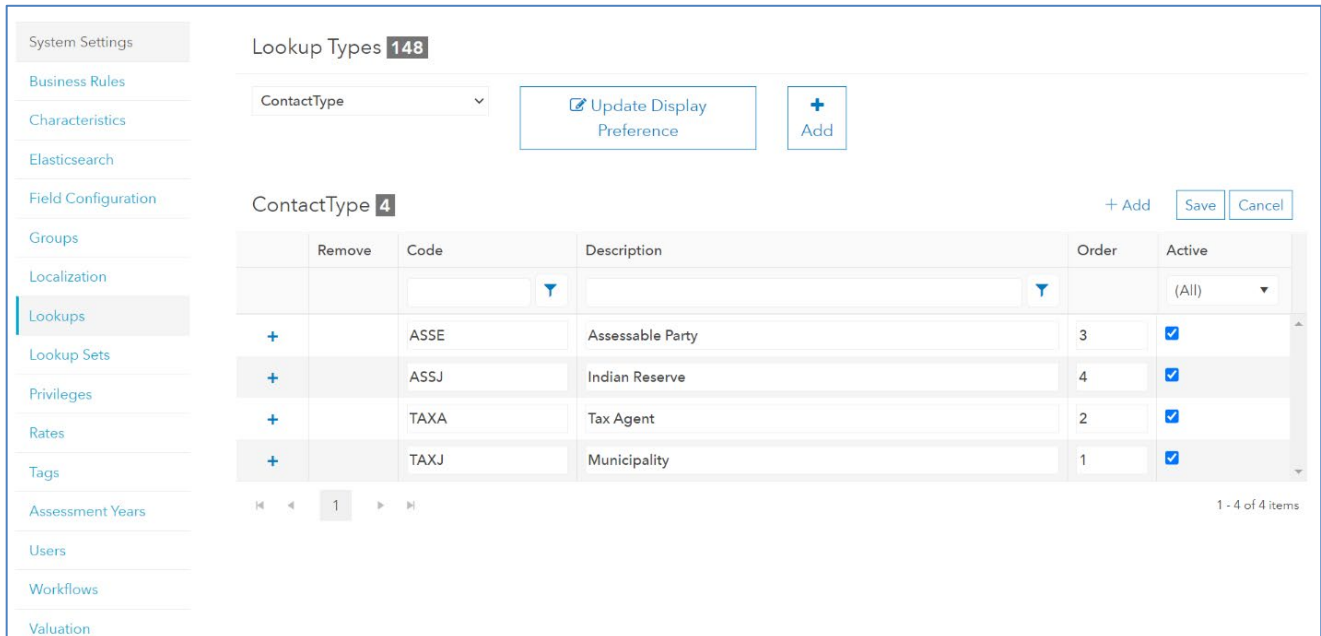 System Settings
Business Rules
Characteristics
Elasticsearch
Field Configuration
Groups
Localization
Lookups
Lookup Sets
Privileges
Rates
Tags
Assessment Years
Users
Workflows
Valuation
Lookup Types 148
ContactType
Update Display
Preference
+
Add
ContactType 4
+ Add Save Cancel
Remove Code Description Order Active
(All)
+ ASSE Assessable Party 3
+ ASSJ Indian Reserve 4
+ TAXA Tax Agent 2
+ TAXJ Municipality 1
1
1 - 4 of 4 items